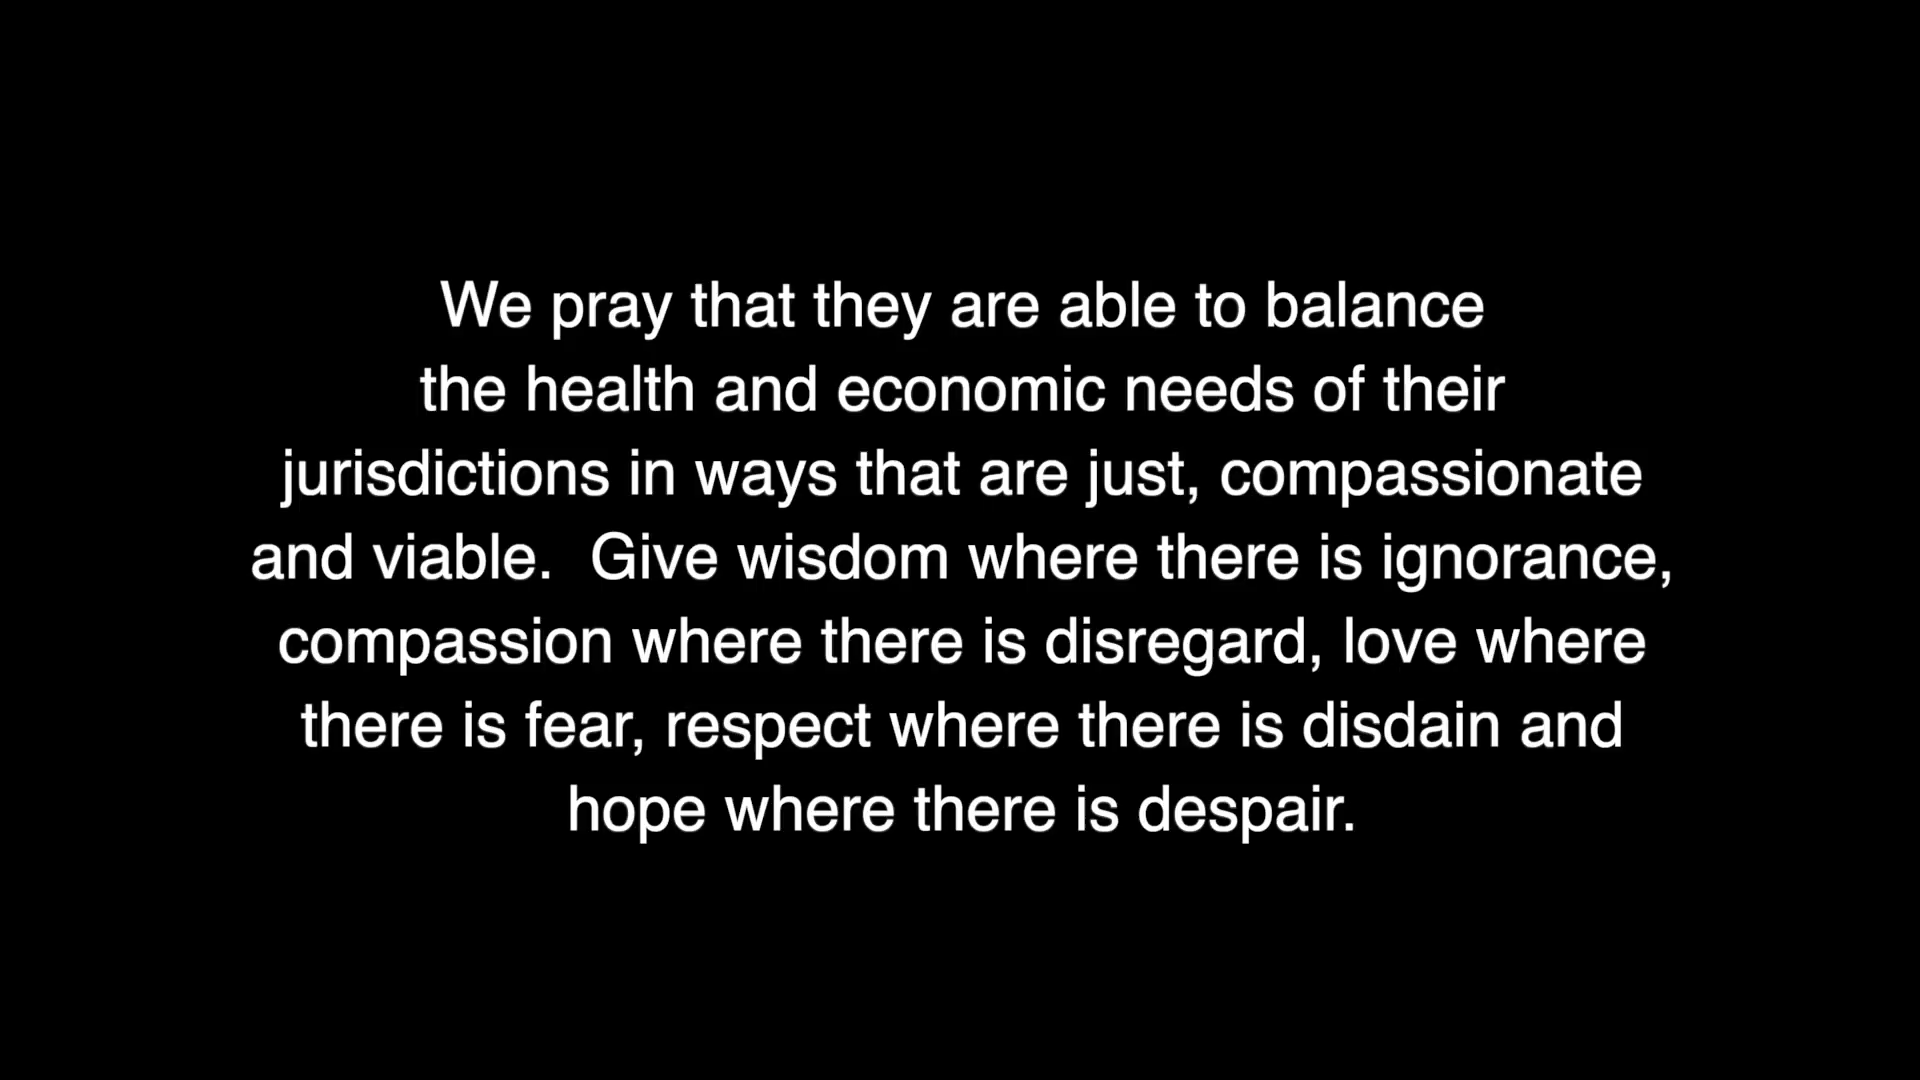 We pray that they are able to balance
the health and economic needs of their
jurisdictions in ways that are just, compassionate
and viable.  Give wisdom where there is ignorance,
compassion where there is disregard, love where
there is fear, respect where there is disdain and
hope where there is despair.